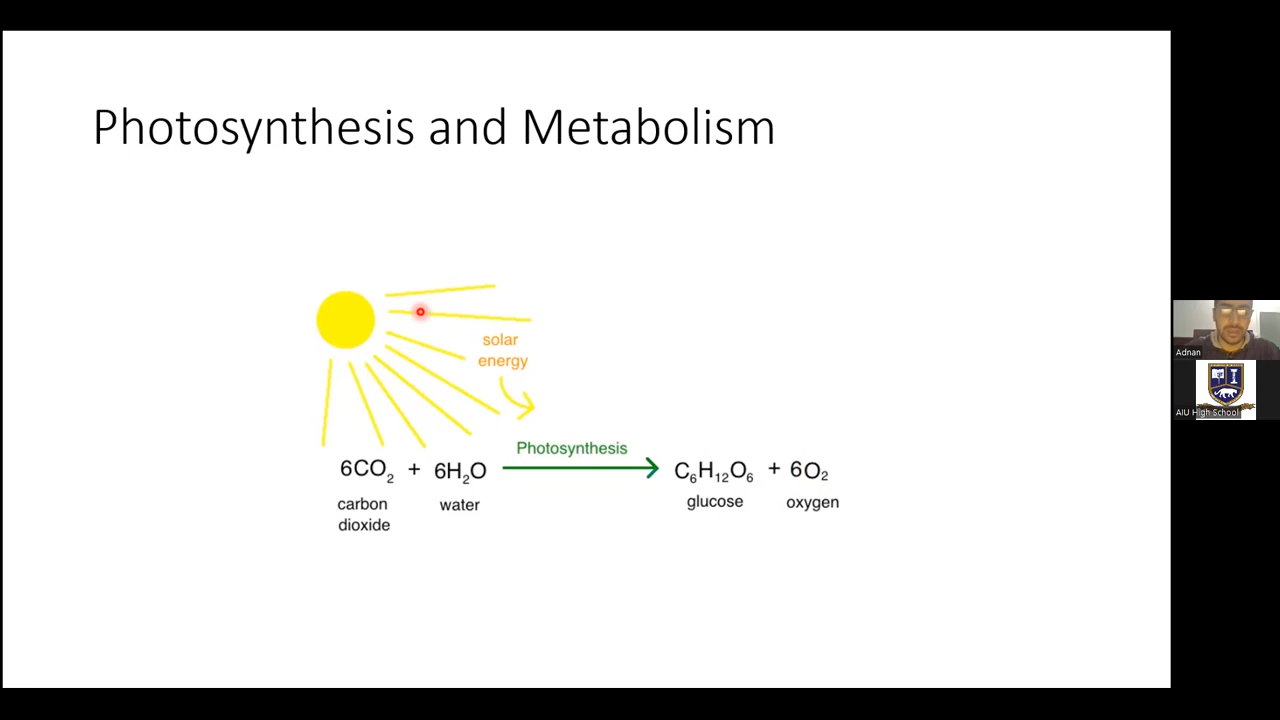 Photosynthesis and Metabolism
solar
energy
Photosynthesis
6CO₂ + 6H₂O C₆H₁₂O₆ + 6O₂
carbon
dioxide
water
glucose
oxygen
Adnan
AIU High School